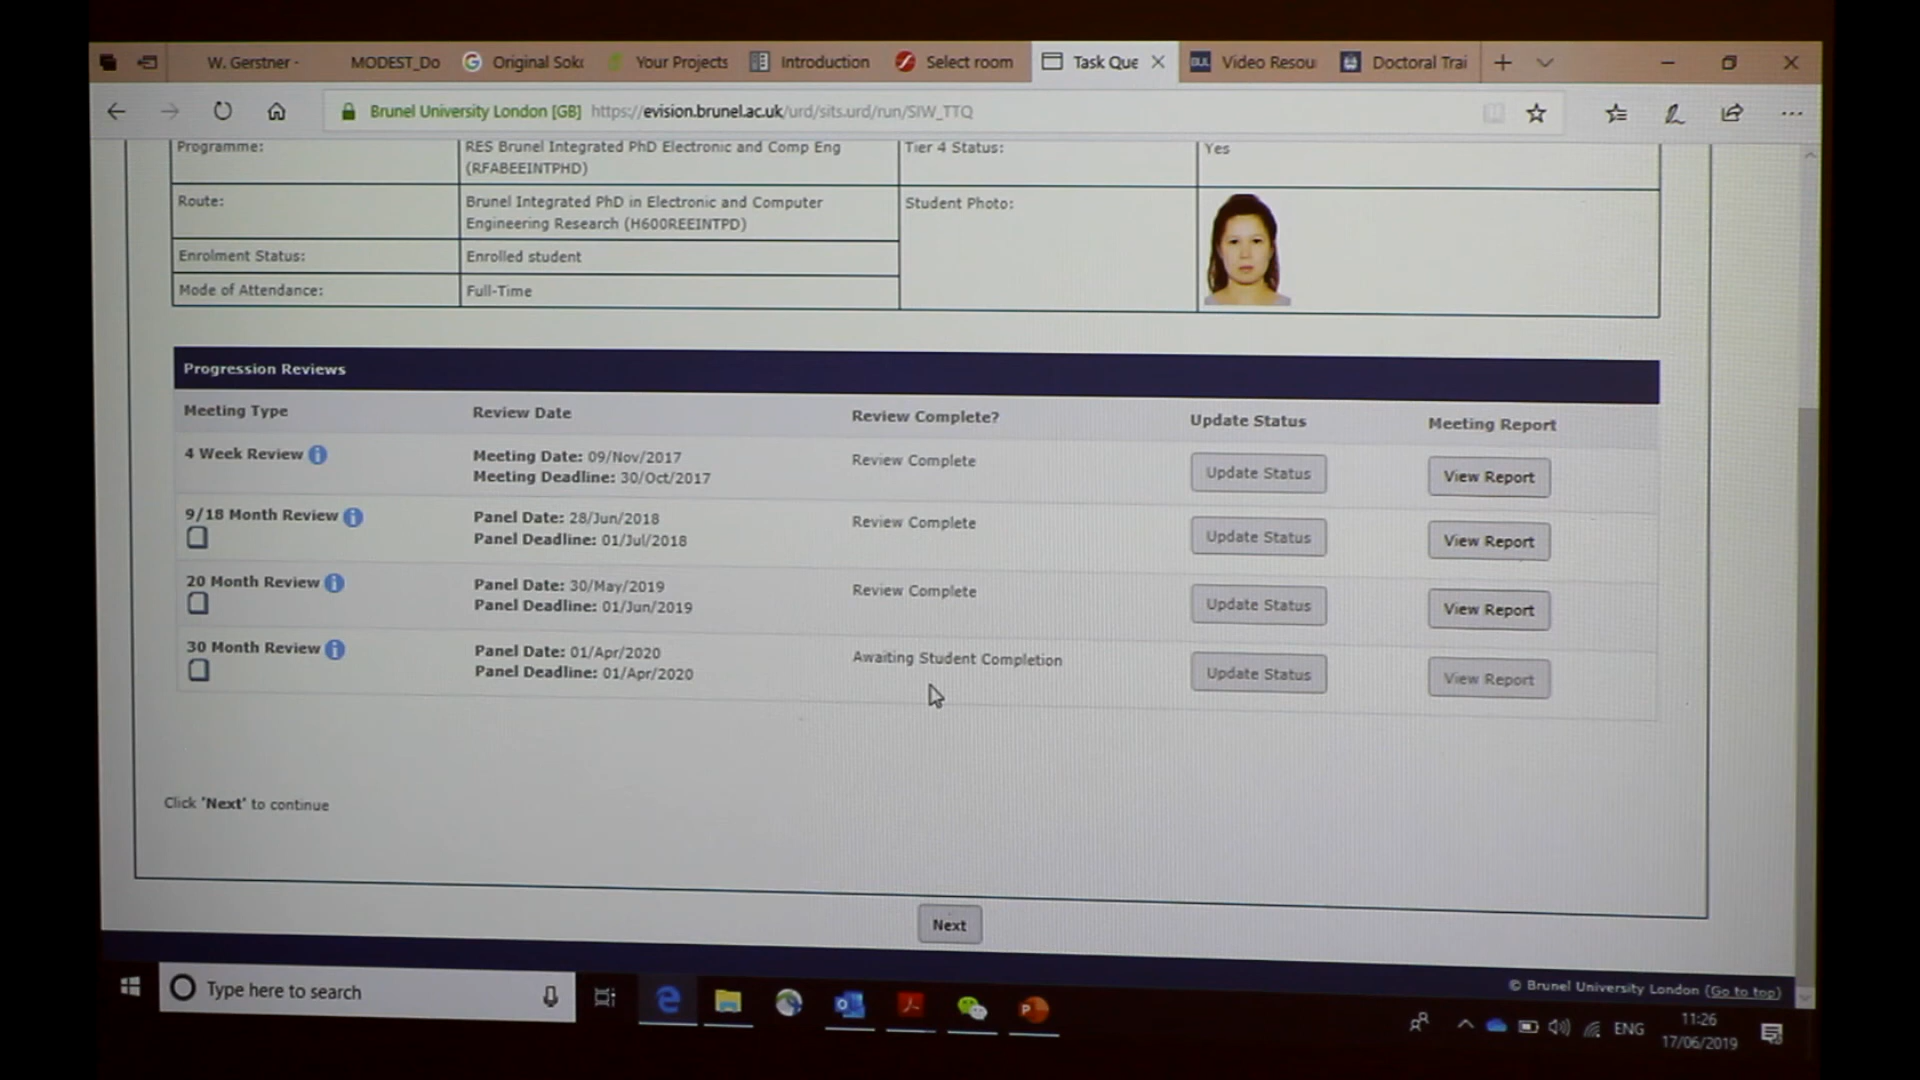 W. Gerstner -
MODEST_Do
Original Sok
Your Projects
Introduction
Select room
Task Que
BUL
Video Resou
Doctoral Trai
Brunel University London [GB] https://evision.brunel.ac.uk/urd/sits.urd/run/SIW_TTQ
Programme:
RES Brunel Integrated PhD Electronic and Comp Eng
(RFABEEINTPHD)
Tier 4 Status:
Yes
Route:
Brunel Integrated PhD in Electronic and Computer
Engineering Research (H600REEINTPD)
Student Photo:
Enrolment Status:
Enrolled student
Mode of Attendance:
Full-Time
Progression Reviews
Meeting Type
Review Date
Review Complete?
Update Status
Meeting Report
4 Week Review
Meeting Date: 09/Nov/2017
Meeting Deadline: 30/Oct/2017
Review Complete
Update Status
View Report
9/18 Month Review
Panel Date: 28/Jun/2018
Panel Deadline: 01/Jul/2018
Review Complete
Update Status
View Report
20 Month Review
Panel Date: 30/May/2019
Panel Deadline: 01/Jun/2019
Review Complete
Update Status
View Report
30 Month Review
Panel Date: 01/Apr/2020
Panel Deadline: 01/Apr/2020
Awaiting Student Completion
Update Status
View Report
Click 'Next' to continue
Next
© Brunel University London (Go to top)
Type here to search
ENG
11:26
17/06/2019